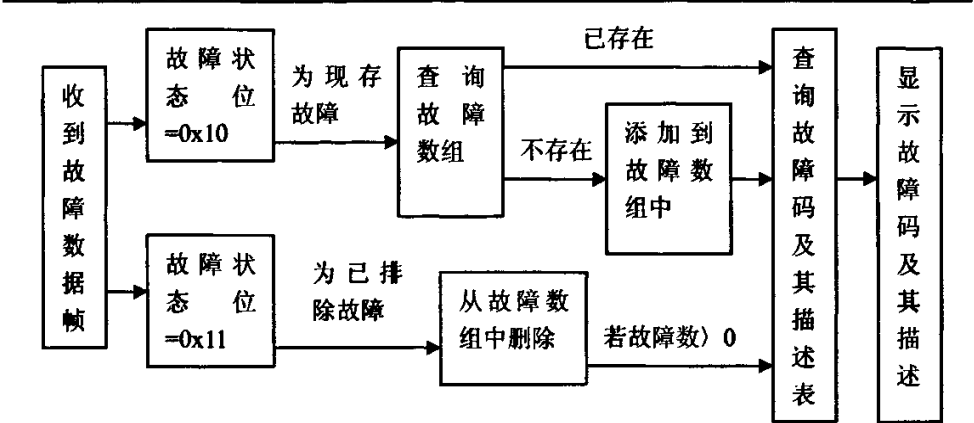 收到故障数据帧
故障状
态位
=0x10
为现存
故障
查询
故障
数组
已存在
不存在
添加到
故障数
组中
故障状
态位
=0x11
为已排
除故障
从故障数
组中删除
若故障数〉0
查询故障码及其描述表
显示故障码及其描述